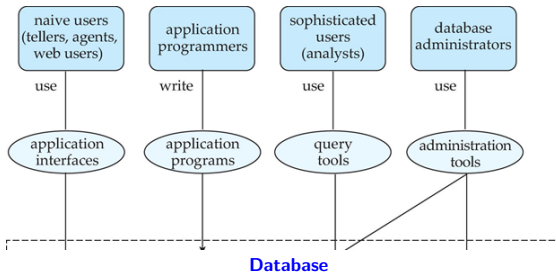 naive users
(tellers, agents,
web users)
application
programmers
sophisticated
users
(analysts)
database
administrators
use
write
use
use
application
interfaces
application
programs
query
tools
administration
tools
Database